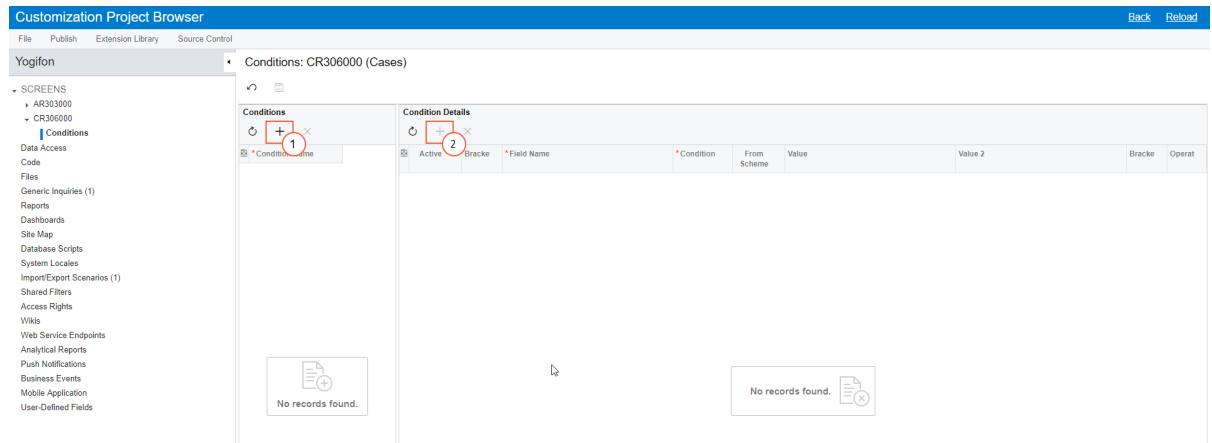 Customization Project Browser Back Reload
File Publish Extension Library Source Control
Yogifon
Conditions: CR306000 (Cases)
SCREENS
AR303000
CR306000
Conditions
Data Access
Code
Files
Generic Inquiries (1)
Reports
Dashboards
Site Map
Database Scripts
System Locales
Import/Export Scenarios (1)
Shared Filters
Access Rights
Wikis
Web Service Endpoints
Analytical Reports
Push Notifications
Business Events
Mobile Application
User-Defined Fields
Conditions
1
*Condition Name
No records found.
Condition Details
2
Active Bracke *Field Name *Condition From Scheme Value Value 2 Bracke Operat
No records found.